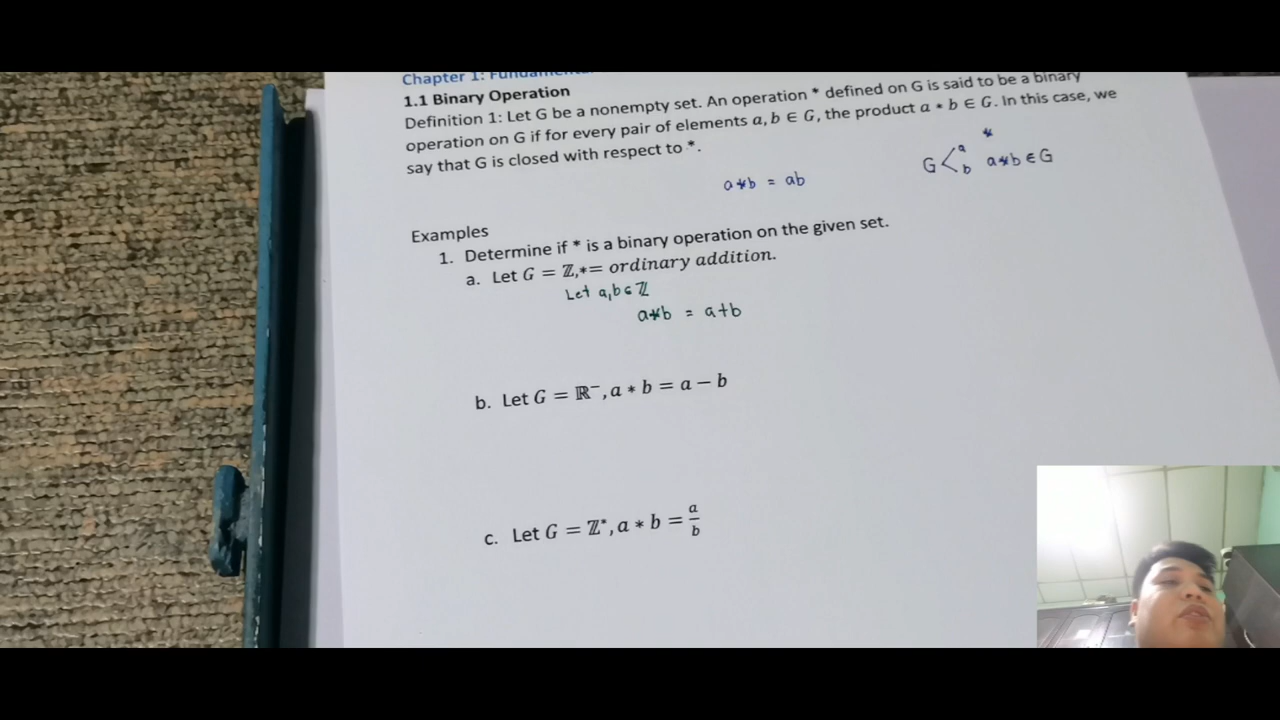 Chapter 1:
1.1 Binary Operation
Definition 1: Let G be a nonempty set. An operation * defined on G is said to be a binary
operation on G if for every pair of elements a, b ∈ G, the product a * b ∈ G. In this case, we
say that G is closed with respect to *.
a*b = ab
G < a b * a*b ∈ G
Examples
1. Determine if * is a binary operation on the given set.
a. Let G = ℤ,*= ordinary addition.
Let a,b ∈ ℤ
a*b = a+b
b. Let G = ℝ⁻, a * b = a − b
c. Let G = ℤ*, a * b = a/b